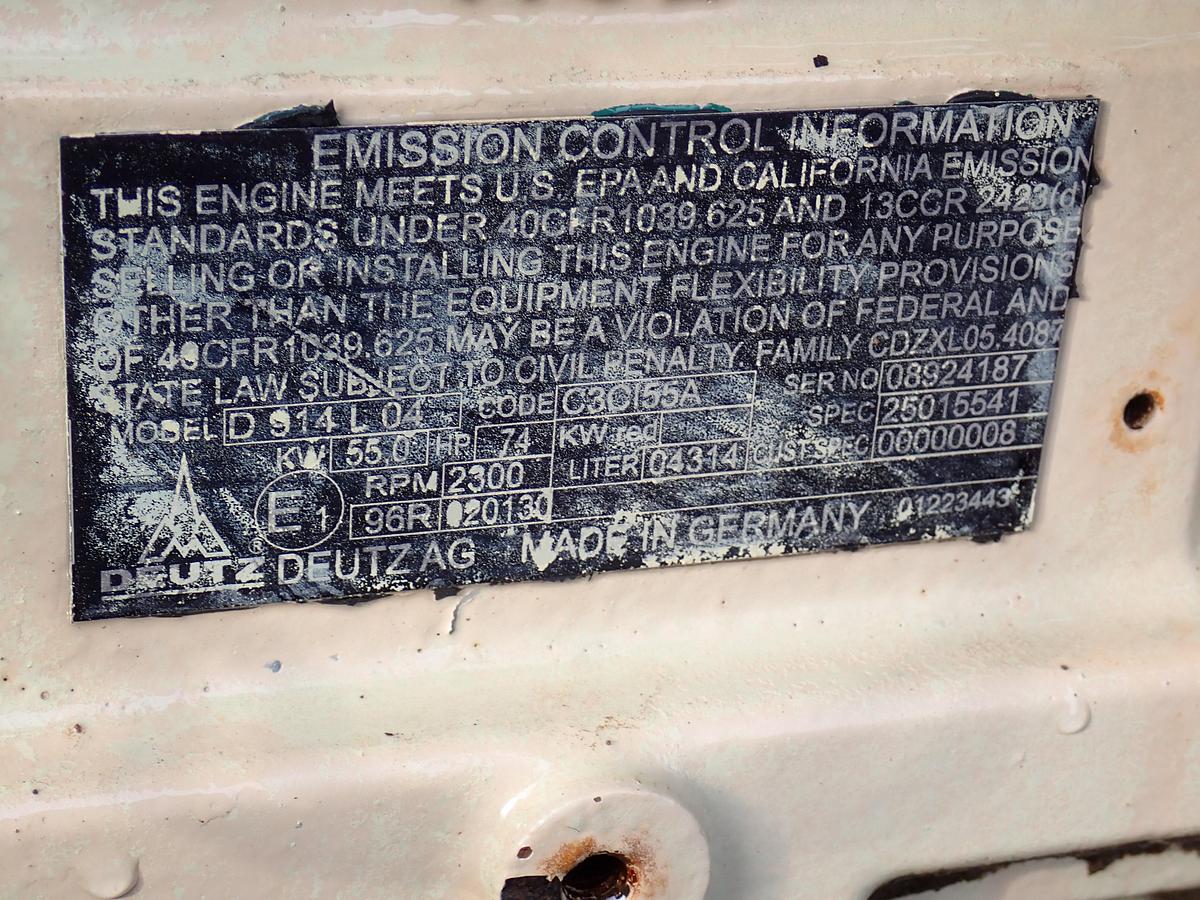 EMISSION CONTROL INFORMATION
THIS ENGINE MEETS U.S. EPA AND CALIFORNIA EMISSION
STANDARDS UNDER 40CFR1039.625 AND 13CCR 2423(d)
SELLING OR INSTALLING THIS ENGINE FOR ANY PURPOSE
OTHER THAN THE EQUIPMENT FLEXIBILITY PROVISIONS
OF 40CFR1039.625 MAY BE A VIOLATION OF FEDERAL AND
STATE LAW SUBJECT TO CIVIL PENALTY FAMILY CDZXL05.4087
MODEL D 914 L 04 CODE C30I55A SER NO 08924187
KW 55.0 HP 74 KW red SPEC 25015541
RPM 2300 LITER 04314 CUST SPEC 00000008
E1 96R 020130
DEUTZ® DEUTZ AG MADE IN GERMANY 01223443